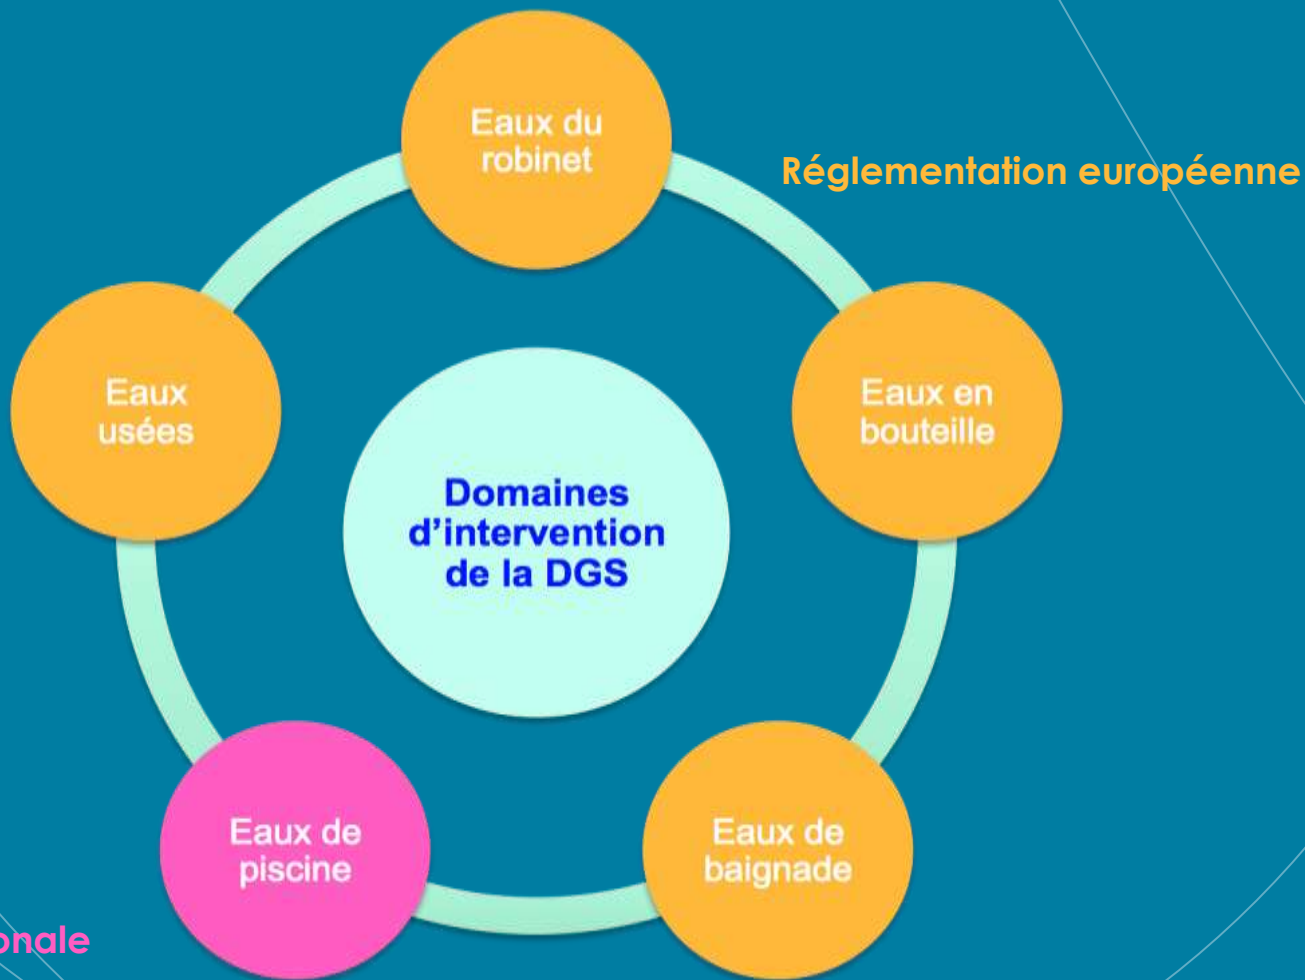 Eaux du
robinet
Réglementation européenne
Eaux
usées
Eaux en
bouteille
Domaines
d'intervention
de la DGS
Eaux de
piscine
Eaux de
baignade